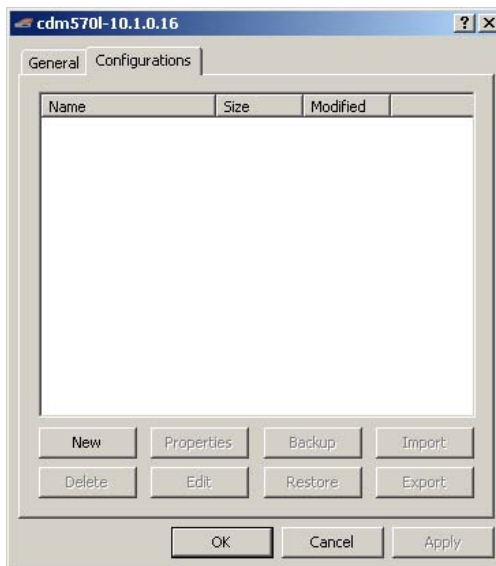 cdm570l-10.1.0.16
General Configurations
Name Size Modified
New Properties Backup Import
Delete Edit Restore Export
OK Cancel Apply